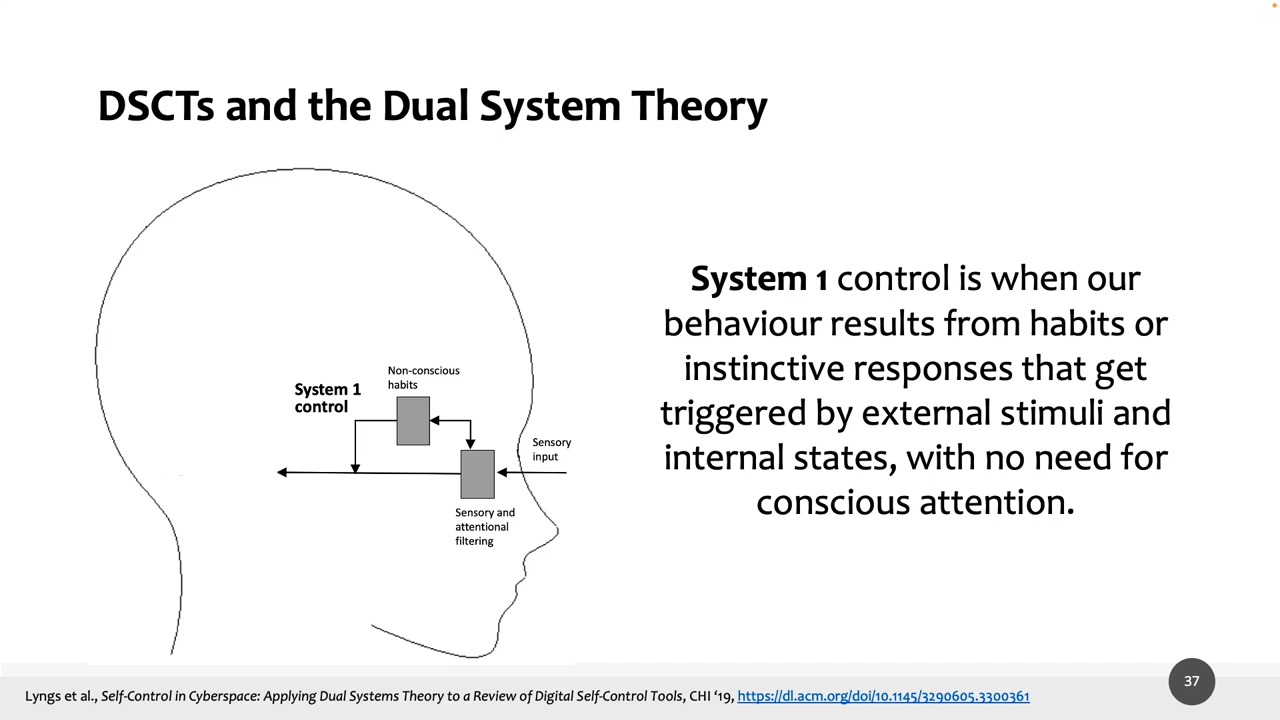 DSCTs and the Dual System Theory
Non-conscious
habits
System 1
control
Sensory
input
Sensory and
attentional
filtering
System 1 control is when our
behaviour results from habits or
instinctive responses that get
triggered by external stimuli and
internal states, with no need for
conscious attention.
Lyngs et al., Self-Control in Cyberspace: Applying Dual Systems Theory to a Review of Digital Self-Control Tools, CHI ‘19, https://dl.acm.org/doi/10.1145/3290605.3300361
37